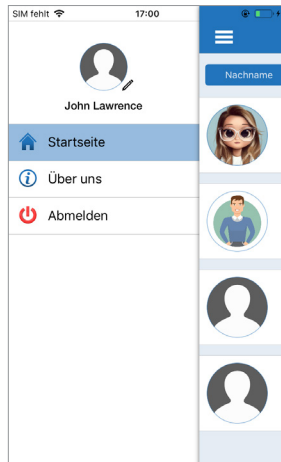 SIM fehlt 17:00
Nachname
John Lawrence
Startseite
Über uns
Abmelden